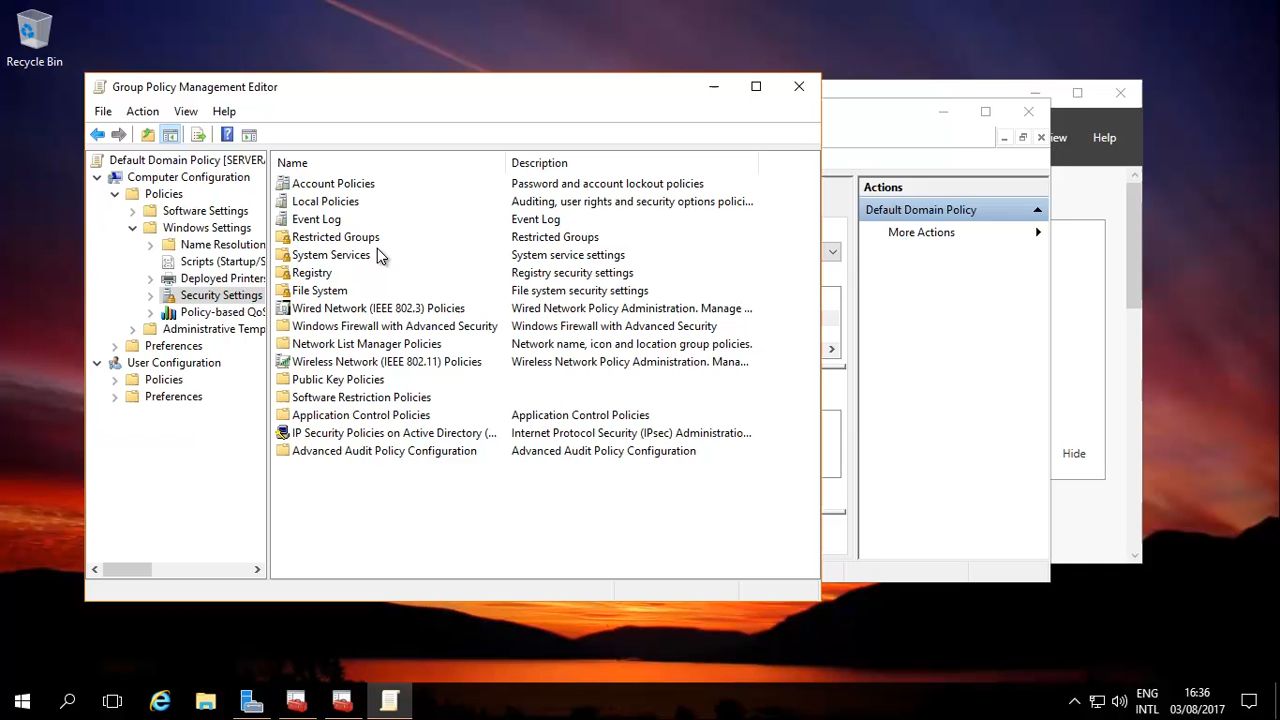 Recycle Bin
Group Policy Management Editor
File Action View Help
Default Domain Policy [SERVER
Computer Configuration
Policies
Software Settings
Windows Settings
Name Resolution
Scripts (Startup/S
Deployed Printers
Security Settings
Policy-based QoS
Administrative Temp
Preferences
User Configuration
Policies
Preferences
Name Description
Account Policies Password and account lockout policies
Local Policies Auditing, user rights and security options polici...
Event Log Event Log
Restricted Groups Restricted Groups
System Services System service settings
Registry Registry security settings
File System File system security settings
Wired Network (IEEE 802.3) Policies Wired Network Policy Administration. Manage ...
Windows Firewall with Advanced Security Windows Firewall with Advanced Security
Network List Manager Policies Network name, icon and location group policies.
Wireless Network (IEEE 802.11) Policies Wireless Network Policy Administration. Mana...
Public Key Policies
Software Restriction Policies
Application Control Policies Application Control Policies
IP Security Policies on Active Directory (... Internet Protocol Security (IPsec) Administratio...
Advanced Audit Policy Configuration Advanced Audit Policy Configuration
Actions
Default Domain Policy
More Actions
iew Help
Hide
ENG
INTL
16:36
03/08/2017